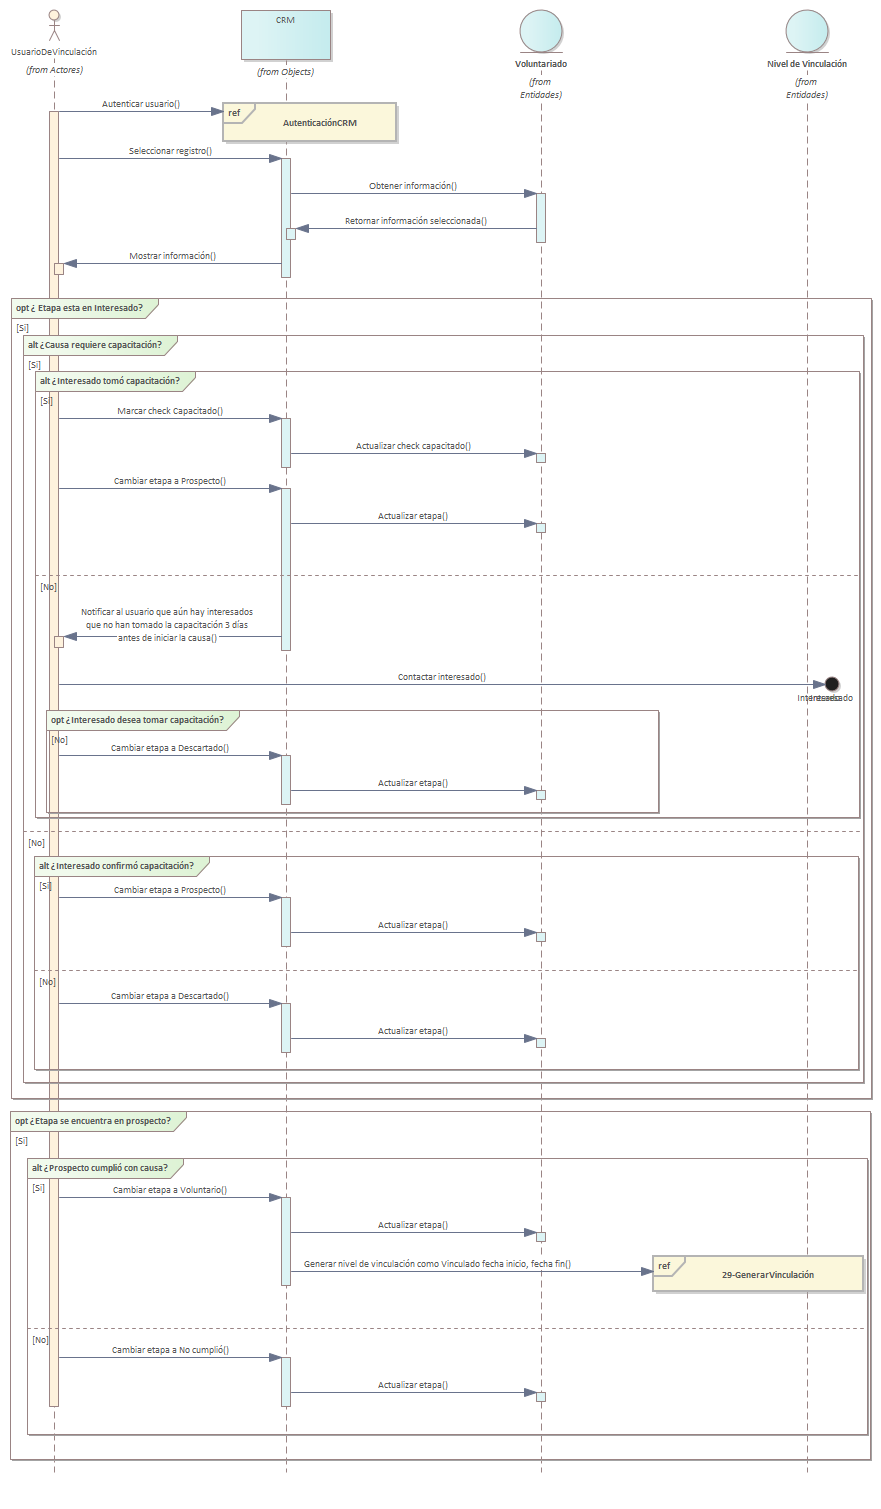 CRM
UsuarioDeVinculación
(from Actores)
(from Objects)
Voluntariado
(from
Entidades)
Nivel de Vinculación
(from
Entidades)
Autenticar usuario()
ref
AutenticaciónCRM
Seleccionar registro()
Obtener información()
Retornar información seleccionada()
Mostrar información()
opt ¿ Etapa esta en Interesado?
[Si]
alt ¿Causa requiere capacitación?
[Si]
alt ¿Interesado tomó capacitación?
[Si]
Marcar check Capacitado()
Actualizar check capacitado()
Cambiar etapa a Prospecto()
Actualizar etapa()
[No]
Notificar al usuario que aún hay interesados
que no han tomado la capacitación 3 días
antes de iniciar la causa()
Contactar interesado()
Interesado
opt ¿Interesado desea tomar capacitación?
[No]
Cambiar etapa a Descartado()
Actualizar etapa()
[No]
alt ¿Interesado confirmó capacitación?
[Si]
Cambiar etapa a Prospecto()
Actualizar etapa()
[No]
Cambiar etapa a Descartado()
Actualizar etapa()
opt ¿Etapa se encuentra en prospecto?
[Si]
alt ¿Prospecto cumplió con causa?
[Si]
Cambiar etapa a Voluntario()
Actualizar etapa()
Generar nivel de vinculación como Vinculado fecha inicio, fecha fin()
ref
29-GenerarVinculación
[No]
Cambiar etapa a No cumplió()
Actualizar etapa()